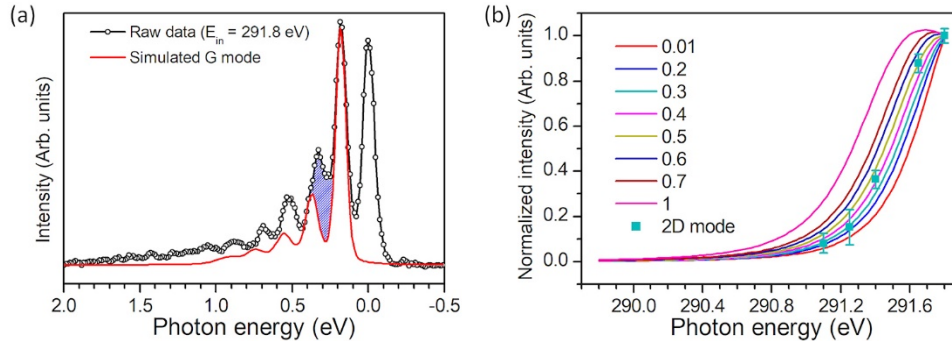 (a)
Raw data (E_in = 291.8 eV)
Simulated G mode
Intensity (Arb. units)
2.0 1.5 1.0 0.5 0.0 -0.5
Photon energy (eV)
(b)
Normalized intensity (Arb. units)
1.0
0.8
0.6
0.4
0.2
0.0
0.01
0.2
0.3
0.4
0.5
0.6
0.7
1
2D mode
290.0 290.4 290.8 291.2 291.6
Photon energy (eV)